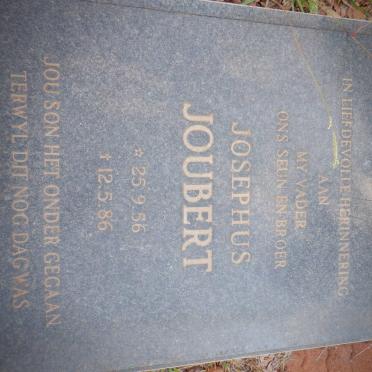 IN LIEFDEVOLLE HERINNERING
AAN
MY VADER
ONS SEUN EN BROER
JOSEPHUS
JOUBERT
* 25.9.56
† 12.5.86
JOU SON HET ONDER GEGAAN
TERWYL DIT NOG DAG WAS